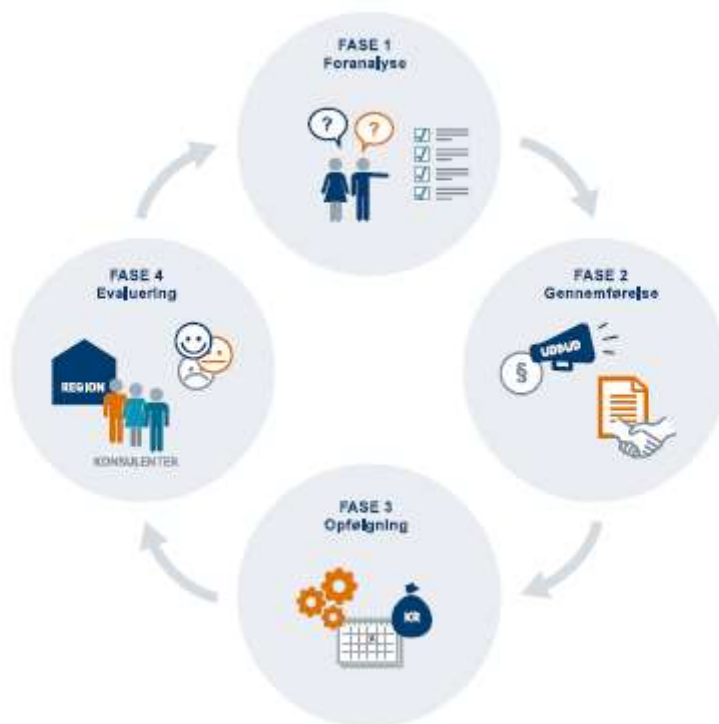 FASE 1
Foranalyse
? ?
FASE 2
Gennemførelse
UDBUD
§
FASE 3
Opfølgning
KR
FASE 4
Evaluering
REGION
KONSULENTER